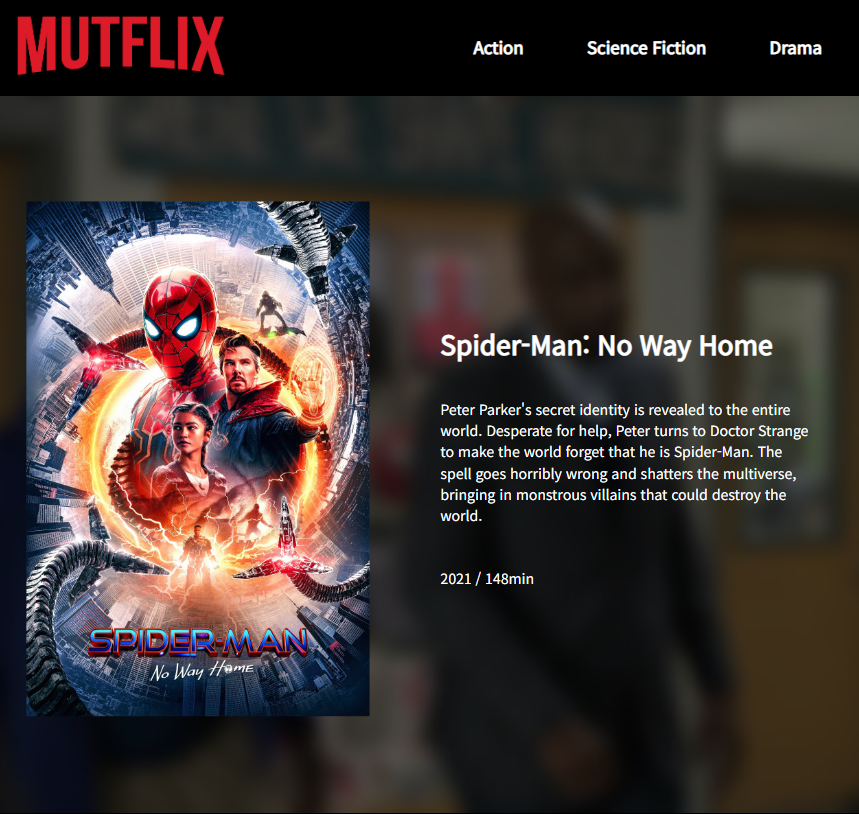 MUTFLIX
Action
Science Fiction
Drama
SPIDER-MAN
No Way Home
Spider-Man: No Way Home
Peter Parker's secret identity is revealed to the entire
world. Desperate for help, Peter turns to Doctor Strange
to make the world forget that he is Spider-Man. The
spell goes horribly wrong and shatters the multiverse,
bringing in monstrous villains that could destroy the
world.
2021 / 148min